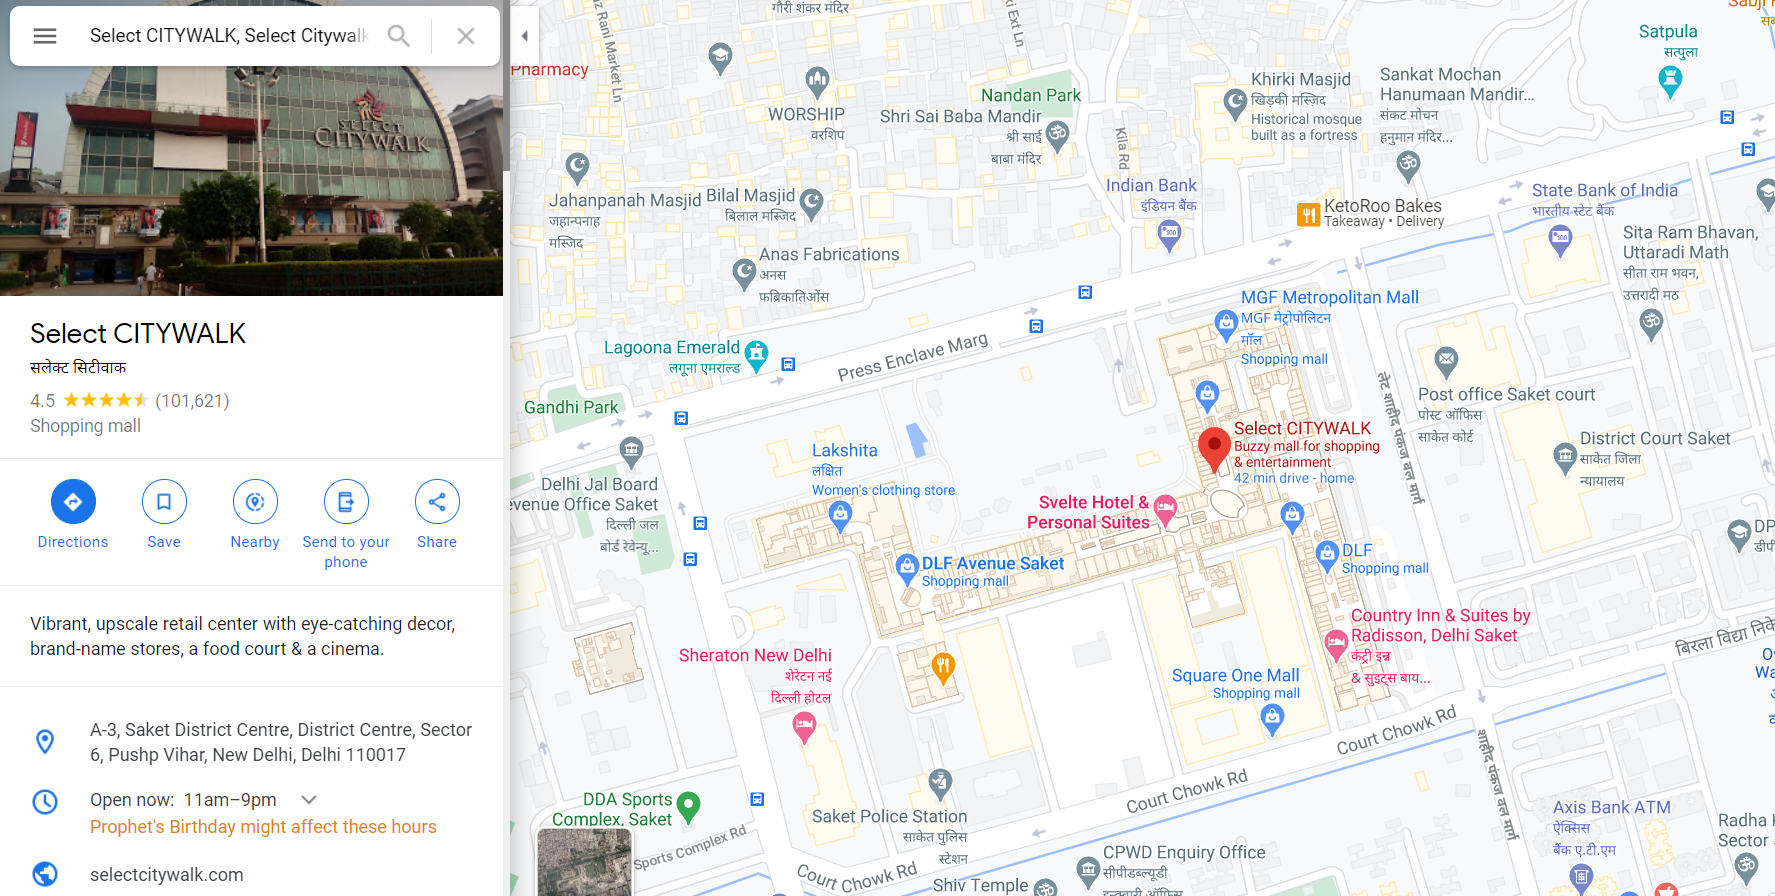 Select CITYWALK, Select Citywalk
SELECT
CITYWALK
Select CITYWALK
सलेक्ट सिटीवाक
4.5
(101,621)
Shopping mall
Directions
Save
Nearby
Send to your
phone
Share
Vibrant, upscale retail center with eye-catching decor,
brand-name stores, a food court & a cinema.
A-3, Saket District Centre, District Centre, Sector
6, Pushp Vihar, New Delhi, Delhi 110017
Open now: 11am–9pm
Prophet's Birthday might affect these hours
selectcitywalk.com
गौरी शंकर मंदिर
Pharmacy
Rani Market Ln
Ext Ln
WORSHIP
वरशिप
Nandan Park
Shri Sai Baba Mandir
श्री साईं
बाबा मंदिर
Kila Rd
Khirki Masjid
खिड़की मस्जिद
Historical mosque
built as a fortress
Sankat Mochan
Hanumaan Mandir...
संकट मोचन
हनुमान मंदिर...
Satpula
सतपुला
Jahanpanah Masjid
जहान्पनाह
मस्जिद
Bilal Masjid
बिलाल मस्जिद
Indian Bank
इंडियन बैंक
KetoRoo Bakes
Takeaway • Delivery
State Bank of India
भारतीय स्टेट बैंक
Sita Ram Bhavan,
Uttaradi Math
सीता राम भवन,
उत्तरादी मठ
Anas Fabrications
अनस
फब्रिकातिओंस
MGF Metropolitan Mall
MGF मेट्रोपोलिटन
मॉल
Shopping mall
Lagoona Emerald
लगूना एमराल्ड
Press Enclave Marg
Gandhi Park
Post office Saket court
पोस्ट ऑफिस
साकेत कोर्ट
लेट शहीद पंकज बल मार्ग
Select CITYWALK
Buzzy mall for shopping
& entertainment
42 min drive - home
District Court Saket
साकेत जिला
न्यायालय
Lakshita
लक्षित
Women's clothing store
Delhi Jal Board
evenue Office Saket
दिल्ली जल
बोर्ड रेवेन्यू...
Svelte Hotel &
Personal Suites
DLF Avenue Saket
Shopping mall
DLF
Shopping mall
DP
डीपी
Country Inn & Suites by
Radisson, Delhi Saket
कंट्री इन्न
& सुइट्स बाय...
Sheraton New Delhi
शेरेटन नई
दिल्ली होटल
Square One Mall
Shopping mall
बिरला विद्या
Court Chowk Rd
शहीद पंकज बल मार्ग
Court Chowk Rd
DDA Sports
Complex, Saket
Saket Police Station
साकेत पुलिस
स्टेशन
Axis Bank ATM
ऐक्सिस
बैंक ए.टी.एम
Radha
Sector
Sports Complex Rd
Court Chowk Rd
CPWD Enquiry Office
सीपीडब्ल्यूडी
Shiv Temple